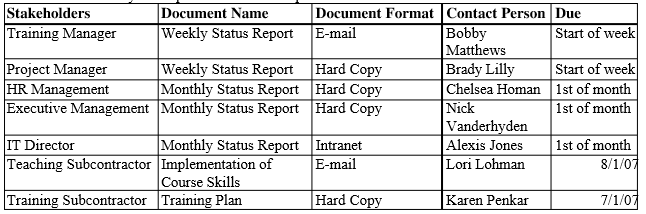 Stakeholders Document Name Document Format Contact Person Due
Training Manager Weekly Status Report E-mail Bobby Matthews Start of week
Project Manager Weekly Status Report Hard Copy Brady Lilly Start of week
HR Management Monthly Status Report Hard Copy Chelsea Homan 1st of month
Executive Management Monthly Status Report Hard Copy Nick Vanderhyden 1st of month
IT Director Monthly Status Report Intranet Alexis Jones 1st of month
Teaching Subcontractor Implementation of Course Skills E-mail Lori Lohman 8/1/07
Training Subcontractor Training Plan Hard Copy Karen Penkar 7/1/07